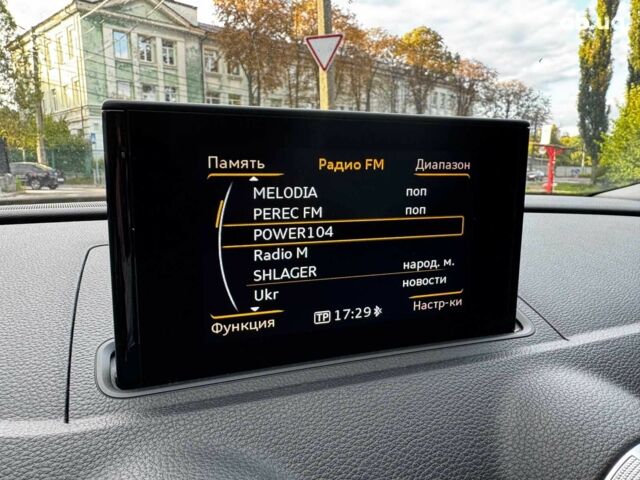 Память Радио FM Диапазон
MELODIA поп
PEREC FM поп
POWER104
Radio M
SHLAGER народ. м.
Ukr новости
Функция TP 17:29 Настр-ки